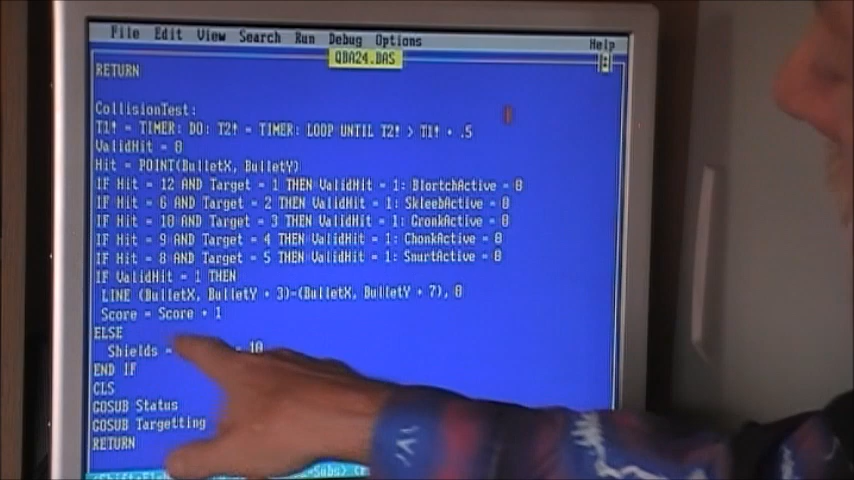 File Edit View Search Run Debug Options Help
QBA24.BAS
RETURN
CollisionTest:
T1! = TIMER: DO: T2! = TIMER: LOOP UNTIL T2! > T1! + .5
ValidHit = 0
Hit = POINT(BulletX, BulletY)
IF Hit = 12 AND Target = 1 THEN ValidHit = 1: BlortchActive = 0
IF Hit = 6 AND Target = 2 THEN ValidHit = 1: SkleebActive = 0
IF Hit = 10 AND Target = 3 THEN ValidHit = 1: GronkActive = 0
IF Hit = 9 AND Target = 4 THEN ValidHit = 1: ChonkActive = 0
IF Hit = 8 AND Target = 5 THEN ValidHit = 1: SnurtActive = 0
IF ValidHit = 1 THEN
LINE (BulletX, BulletY + 3)-(BulletX, BulletY + 7), 0
Score = Score + 1
ELSE
Shields = - 10
END IF
CLS
GOSUB Status
GOSUB Targetting
RETURN